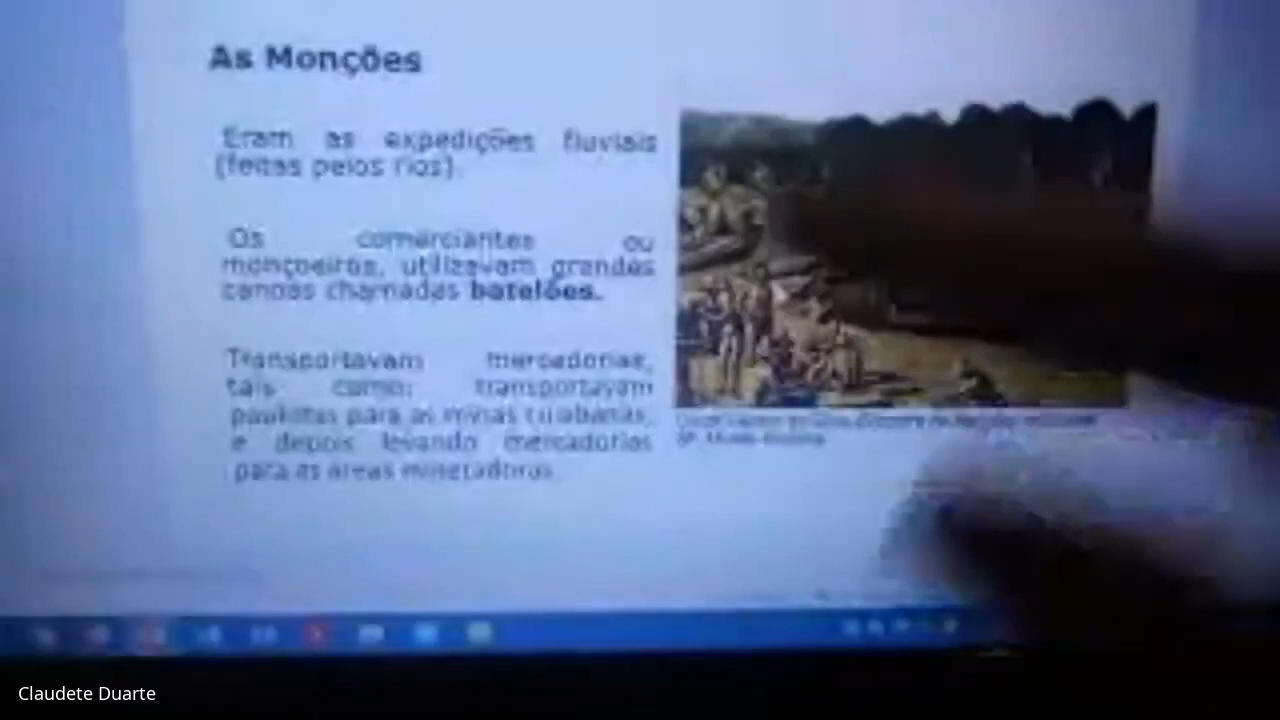 As Monções
Eram as expedições fluviais
(feitas pelos rios).
Os comerciantes ou
monçoeiros, utilizavam grandes
canoas chamadas batelões.
Transportavam mercadorias,
tais como: transportavam
paulistas para as minas cuiabanas,
e depois levando mercadorias
para as áreas mineradoras.
Claudete Duarte